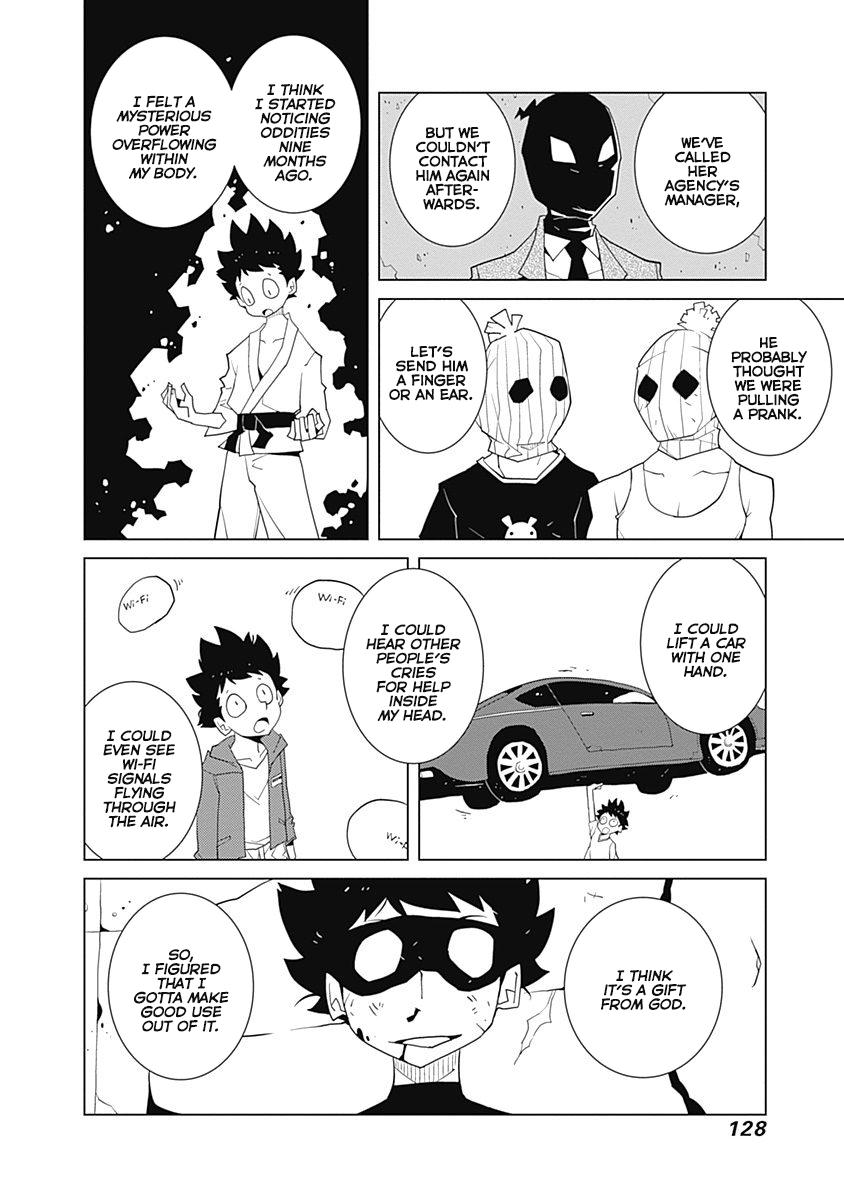 WE'VE
CALLED
HER
AGENCY'S
MANAGER,
BUT WE
COULDN'T
CONTACT
HIM AGAIN
AFTER-
WARDS.
HE
PROBABLY
THOUGHT
WE WERE
PULLING
A PRANK.
LET'S
SEND HIM
A FINGER
OR AN EAR.
I THINK
I STARTED
NOTICING
ODDITIES
NINE
MONTHS
AGO.
I FELT A
MYSTERIOUS
POWER
OVERFLOWING
WITHIN
MY BODY.
I COULD
LIFT A CAR
WITH ONE
HAND.
I COULD
HEAR OTHER
PEOPLE'S
CRIES
FOR HELP
INSIDE
MY HEAD.
Wi-Fi
Wi-Fi
I COULD
EVEN SEE
WI-FI
SIGNALS
FLYING
THROUGH
THE AIR.
Wi-Fi
I THINK
IT'S A GIFT
FROM GOD.
SO,
I FIGURED
THAT I
GOTTA MAKE
GOOD USE
OUT OF IT.
128